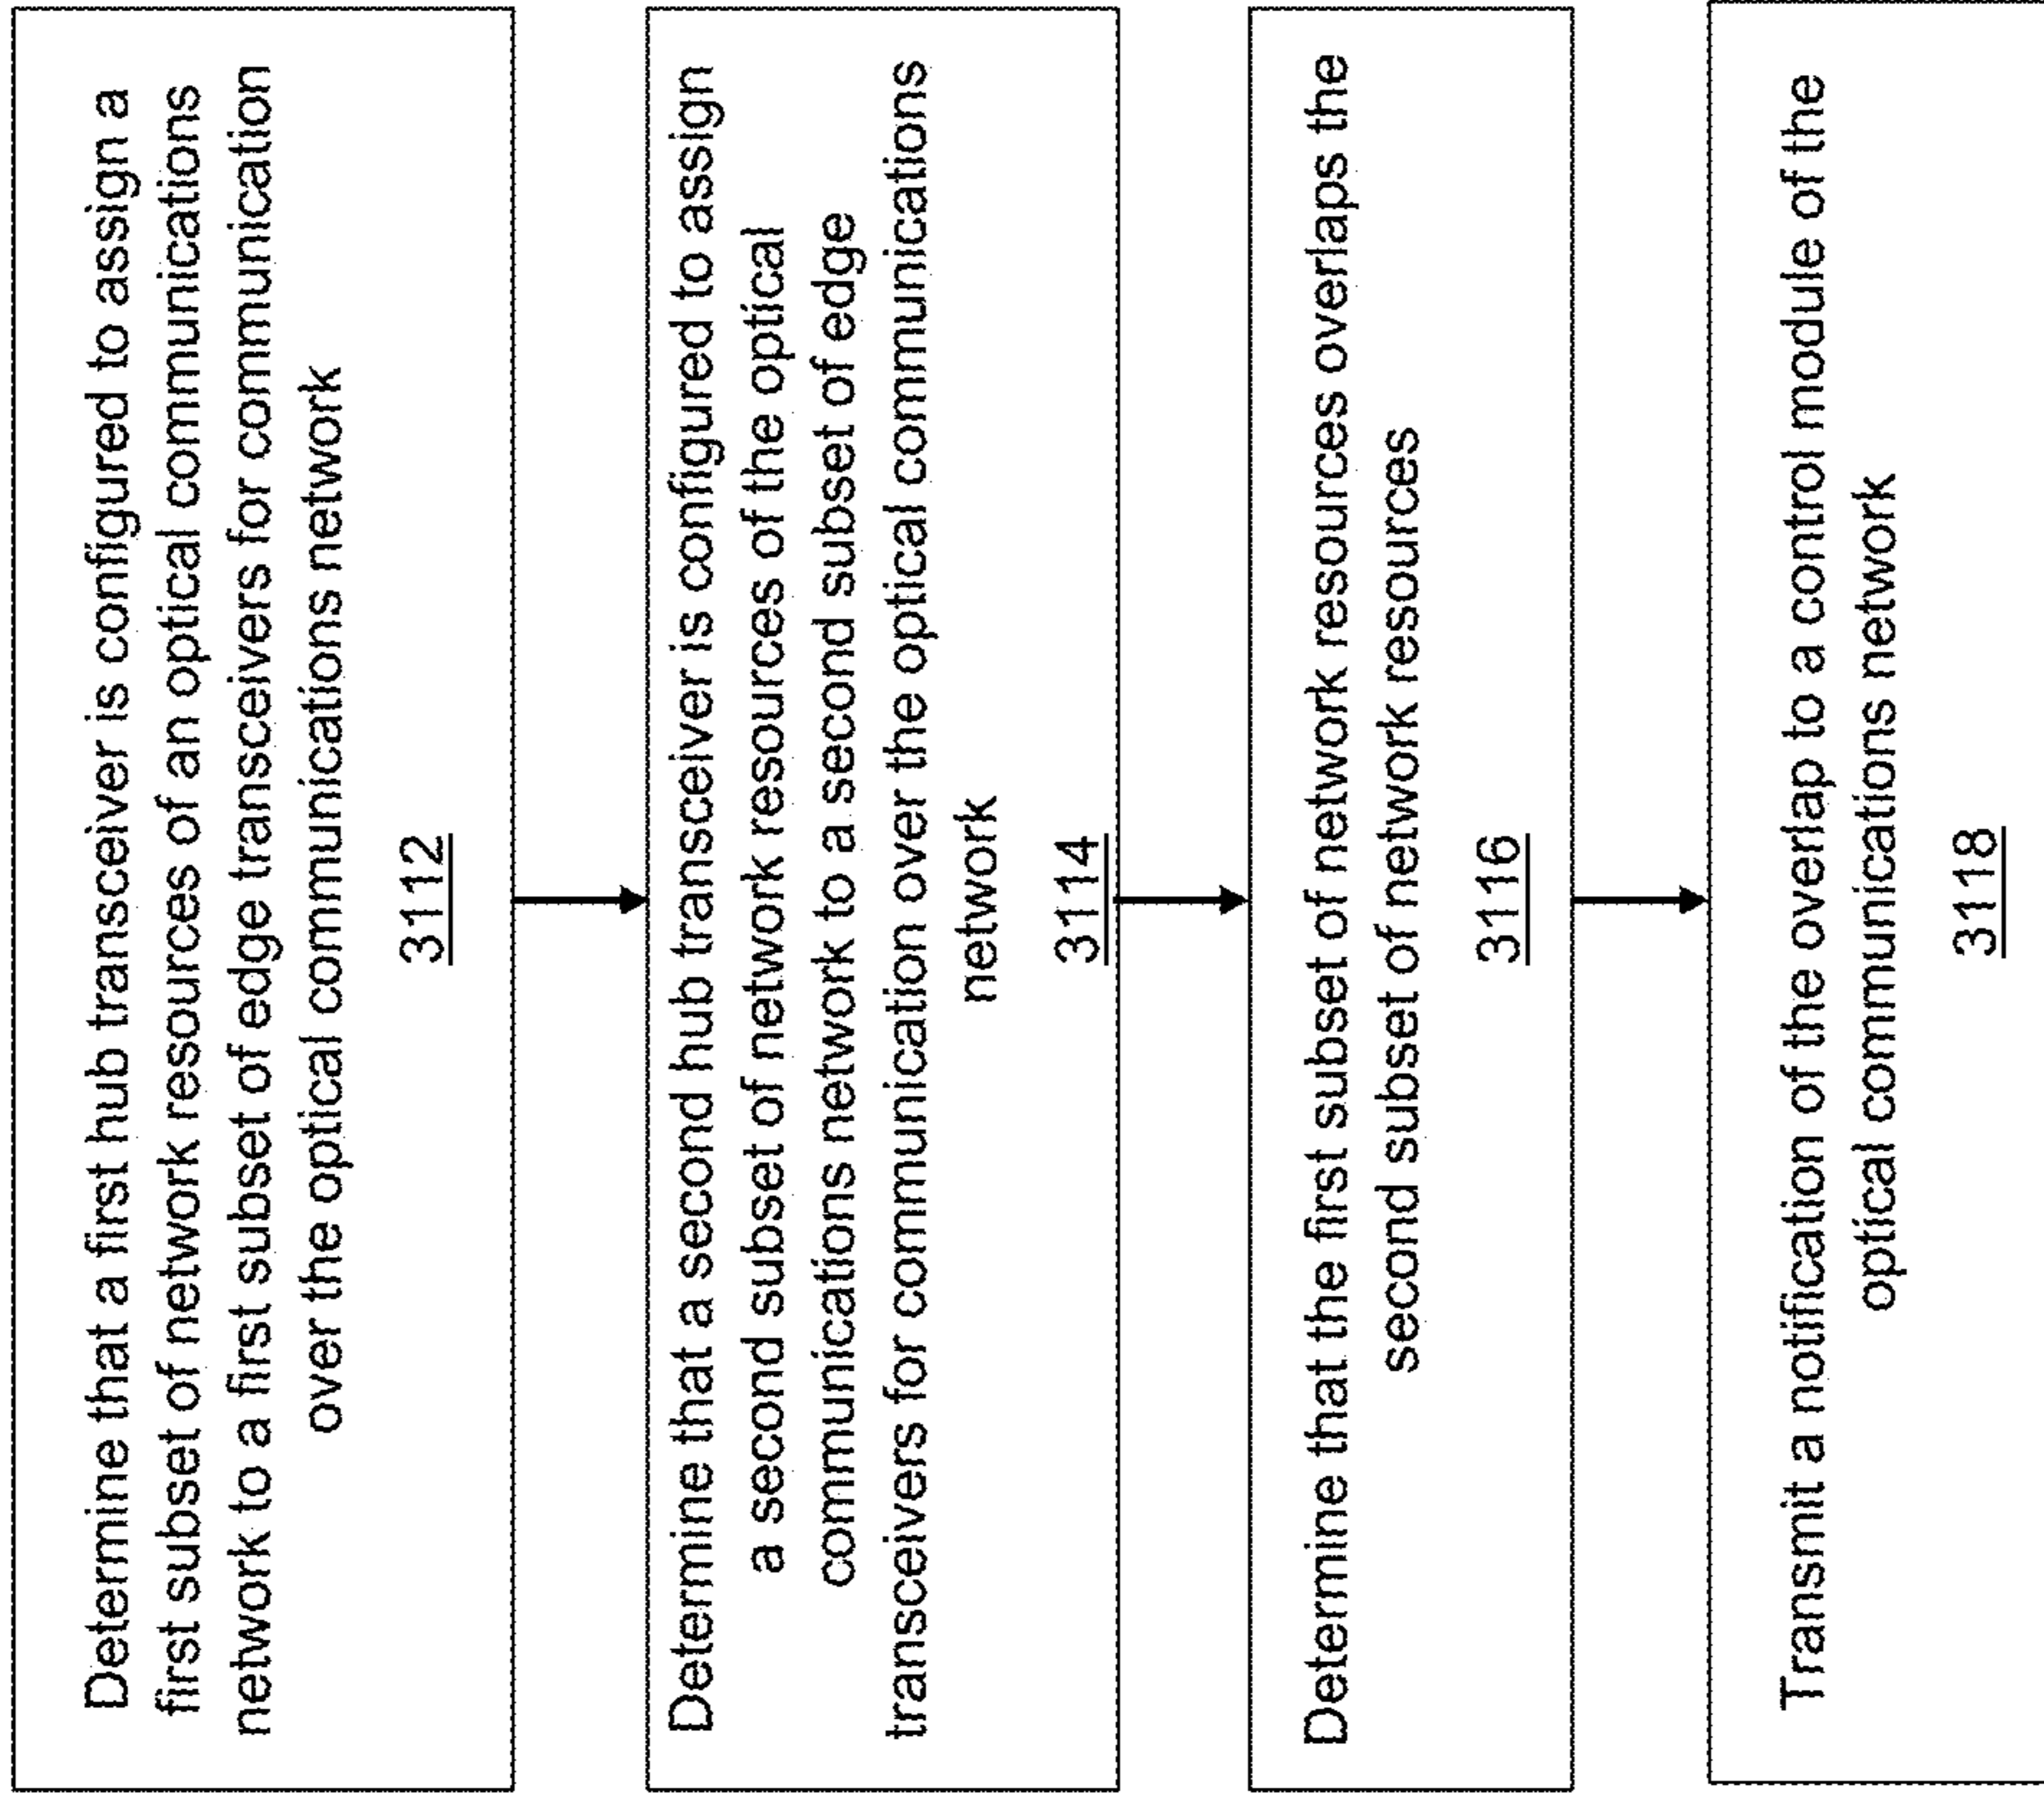 Determine that a first hub transceiver is configured to assign a
first subset of network resources of an optical communications
network to a first subset of edge transceivers for communication
over the optical communications network
3112
Determine that a second hub transceiver is configured to assign
a second subset of network resources of the optical
communications network to a second subset of edge
transceivers for communication over the optical communications
network
3114
Determine that the first subset of network resources overlaps the
second subset of network resources
3116
Transmit a notification of the overlap to a control module of the
optical communications network
3118